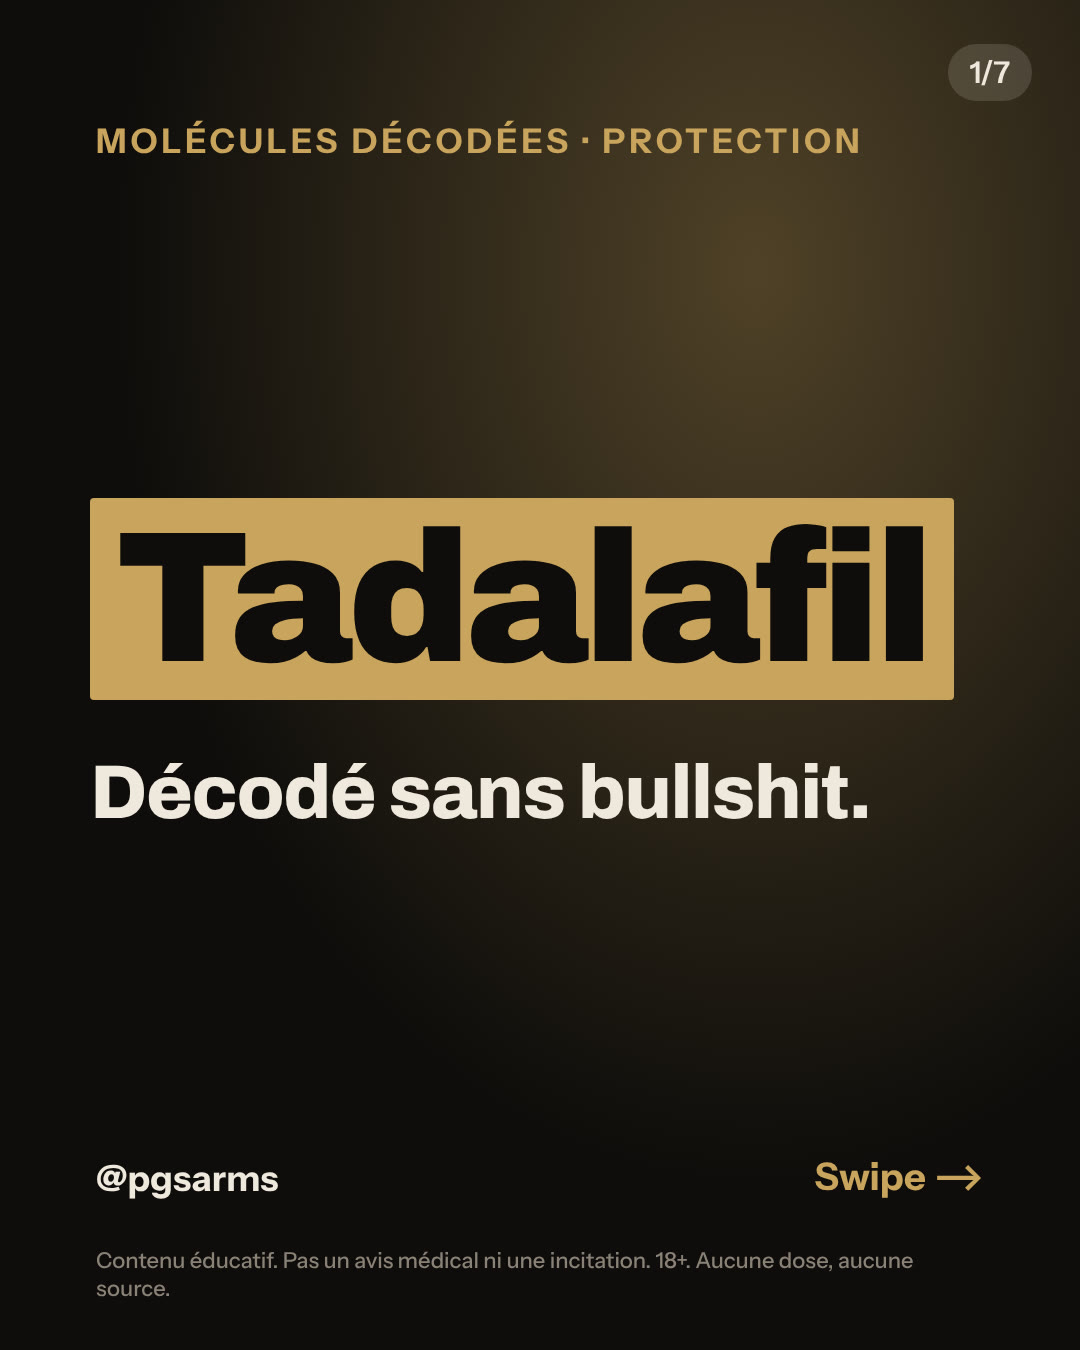 1/7
MOLÉCULES DÉCODÉES · PROTECTION
Tadalafil
Décodé sans bullshit.
@pgsarms
Swipe →
Contenu éducatif. Pas un avis médical ni une incitation. 18+. Aucune dose, aucune
source.